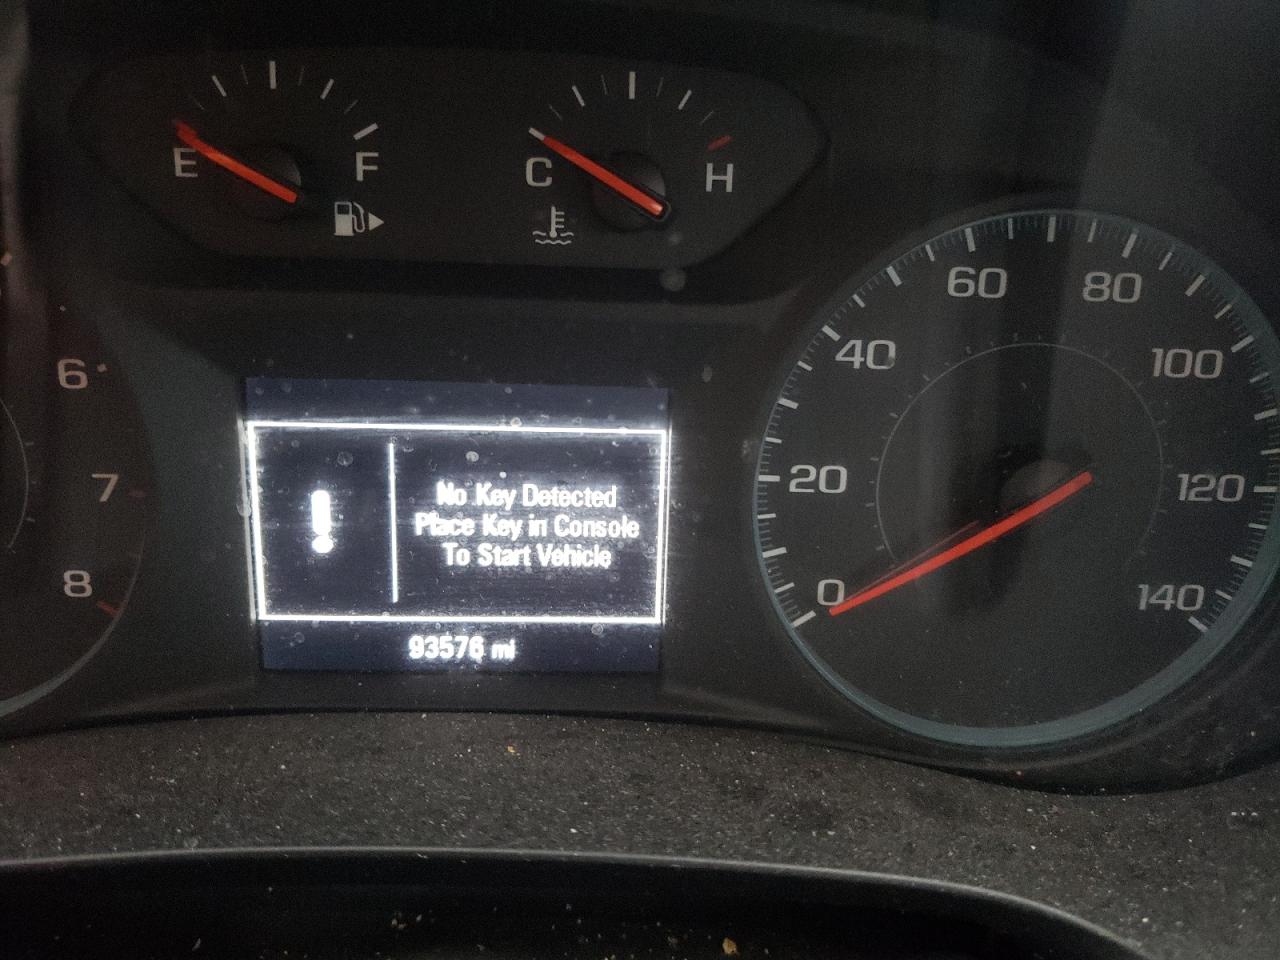 E F
C H
6
7
8
No Key Detected
Place Key in Console
To Start Vehicle
93576 mi
0
20
40
60
80
100
120
140